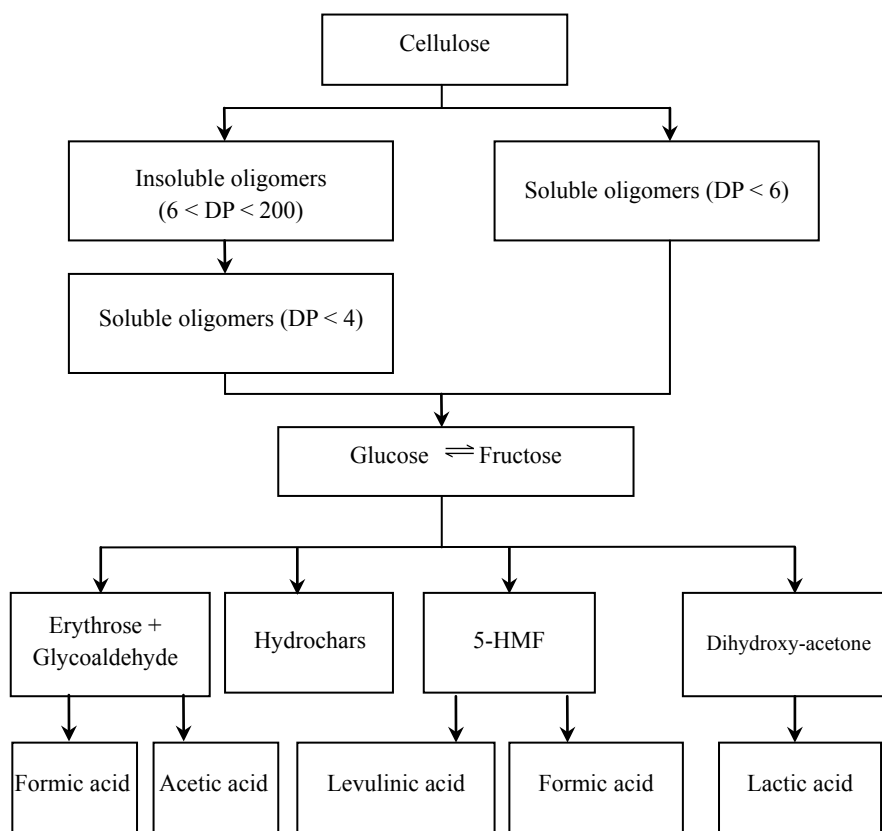 Cellulose
Insoluble oligomers
(6 < DP < 200)
Soluble oligomers (DP < 6)
Soluble oligomers (DP < 4)
Glucose ⇌ Fructose
Erythrose +
Glycoaldehyde
Hydrochars
5-HMF
Dihydroxy-acetone
Formic acid
Acetic acid
Levulinic acid
Formic acid
Lactic acid